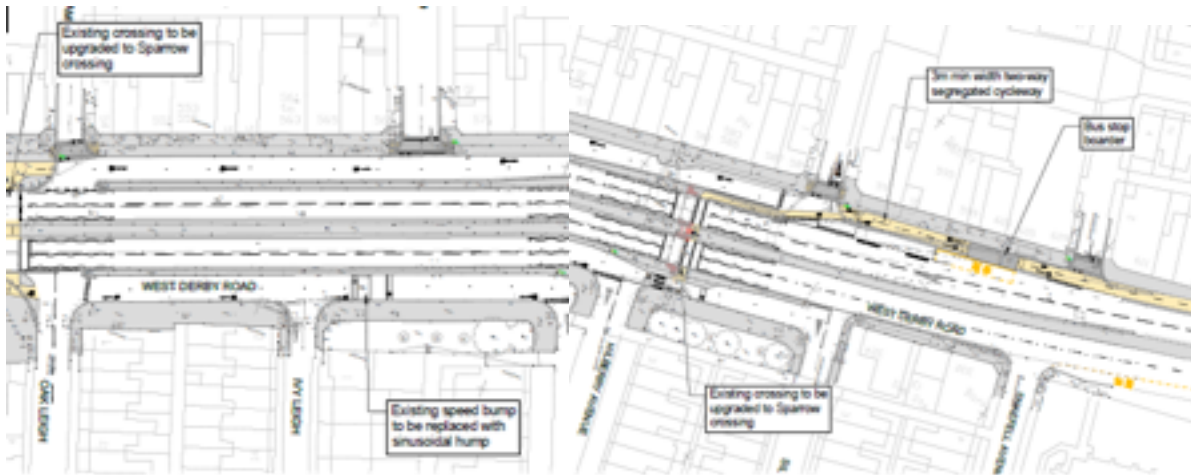 Existing crossing to be
upgraded to Sparrow
crossing
WEST DERBY ROAD
OAK LEIGH
IVY LEIGH
Existing speed bump
to be replaced with
sinusoidal hump
3m min width two-way
segregated cycleway
Bus stop
boarder
WEST DERBY ROAD
Existing crossing to be
upgraded to Sparrow
crossing